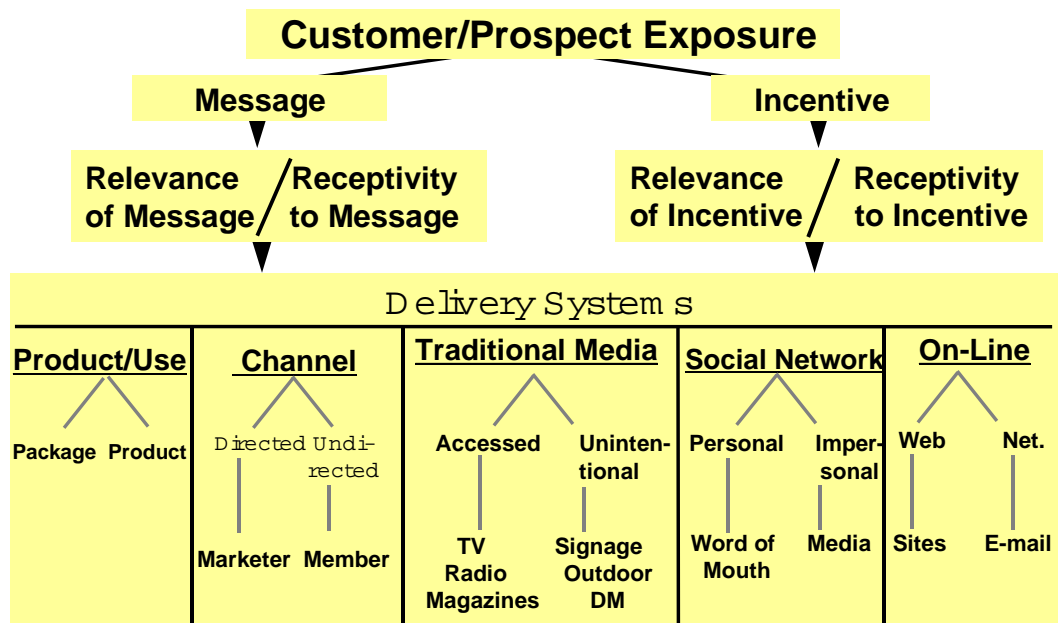 Customer/Prospect Exposure
Message
Incentive
Relevance
of Message
Receptivity
to Message
Relevance
of Incentive
Receptivity
to Incentive
Delivery Systems
Product/Use
Package Product
Channel
Directed Undi-
rected
Marketer Member
Traditional Media
Accessed
Uninten-
tional
TV
Radio
Magazines
Signage
Outdoor
DM
Social Network
Personal
Imper-
sonal
Word of
Mouth
Media
On-Line
Web
Net.
Sites
E-mail